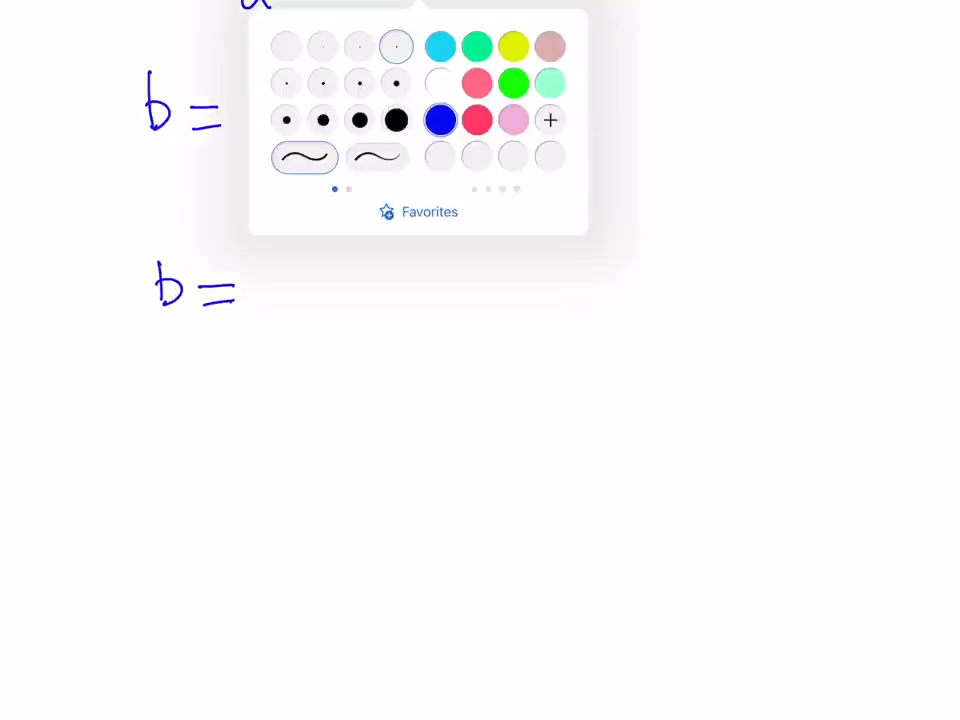 b =
Favorites
b =